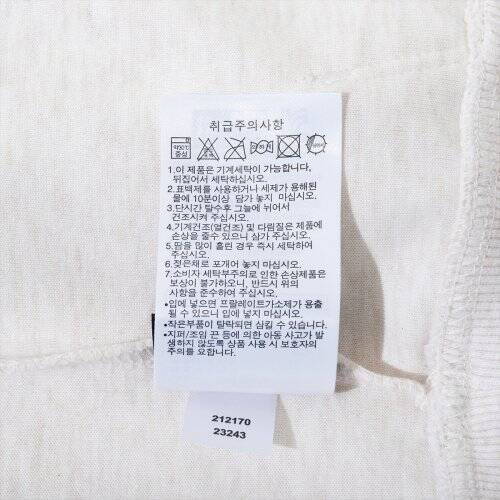 취급주의사항
약30℃
중성
1.이 제품은 기계세탁이 가능합니다.
뒤집어서 세탁하십시오.
2.표백제를 사용하거나 세제가 용해된
물에 10분이상 담가 놓지 마십시오.
3.단시간 탈수후 그늘에 뉘어서
건조시켜 주십시오.
4.기계건조(열건조) 및 다림질은 제품에
손상을 줄수 있으니 삼가 주십시오.
5.땀을 많이 흘린 경우 즉시 세탁하여
주십시오.
6.젖은채로 포개어 놓지 마십시오.
7.소비자 세탁부주의로 인한 손상제품은
보상이 불가하오니, 반드시 위의
사항을 준수하여 주십시오.
•입에 넣으면 프탈레이트가소제가 용출
될 수 있으니 입에 넣지 마십시오.
•작은부품이 탈락되면 삼킬 수 있습니다.
•지퍼/조임 끈 등에 의한 아동 사고가 발
생하지 않도록 상품 사용 시 보호자의
주의를 요합니다.
212170
23243